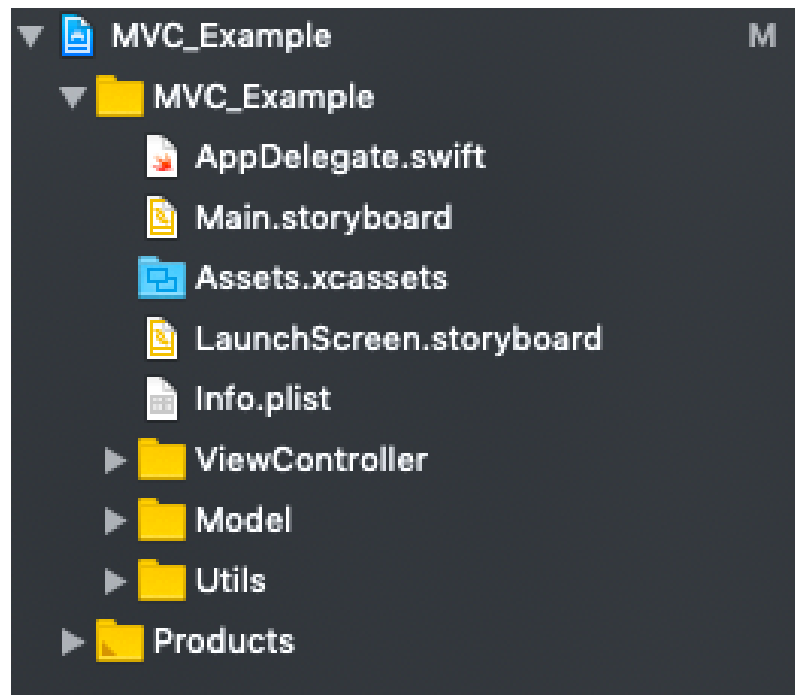 MVC_Example M
MVC_Example
AppDelegate.swift
Main.storyboard
Assets.xcassets
LaunchScreen.storyboard
Info.plist
ViewController
Model
Utils
Products